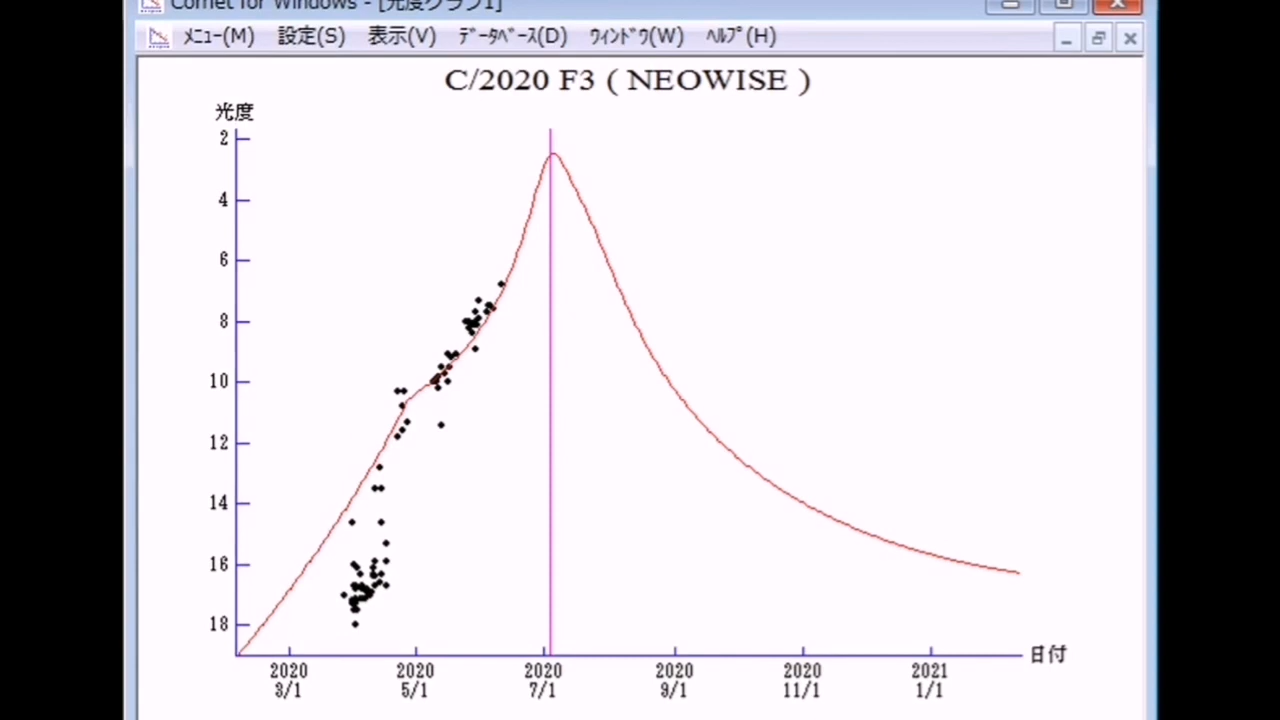 Comet for Windows - [光度グラフ1]
ﾒﾆｭｰ(M) 設定(S) 表示(V) ﾃﾞｰﾀﾍﾞｰｽ(D) ｳｨﾝﾄﾞｳ(W) ﾍﾙﾌﾟ(H)
C/2020 F3 ( NEOWISE )
光度
2
4
6
8
10
12
14
16
18
日付
2020 2020 2020 2020 2020 2021
3/1 5/1 7/1 9/1 11/1 1/1